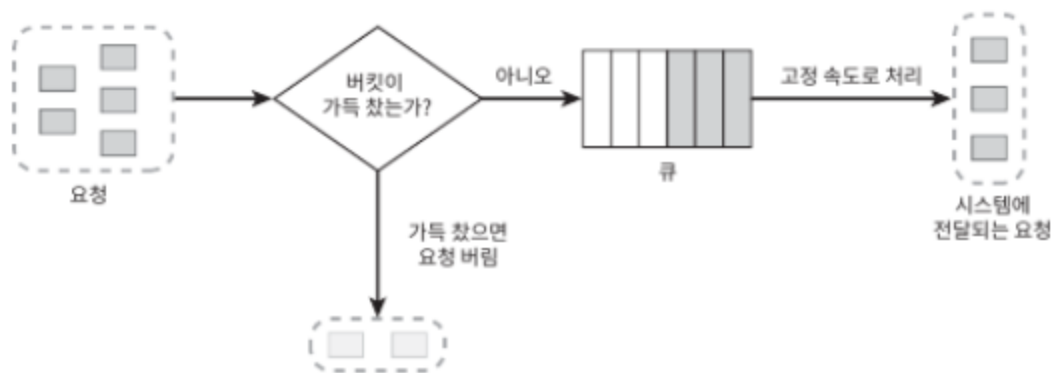 요청
버킷이
가득 찼는가?
아니오
큐
고정 속도로 처리
시스템에
전달되는 요청
가득 찼으면
요청 버림